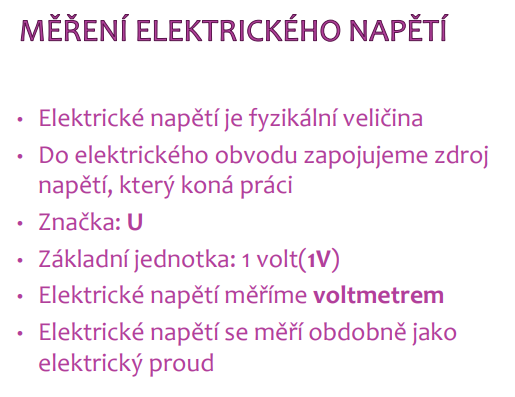 MĚŘENÍ ELEKTRICKÉHO NAPĚTÍ
• Elektrické napětí je fyzikální veličina
• Do elektrického obvodu zapojujeme zdroj
napětí, který koná práci
• Značka: U
• Základní jednotka: 1 volt(1V)
• Elektrické napětí měříme voltmetrem
• Elektrické napětí se měří obdobně jako
elektrický proud